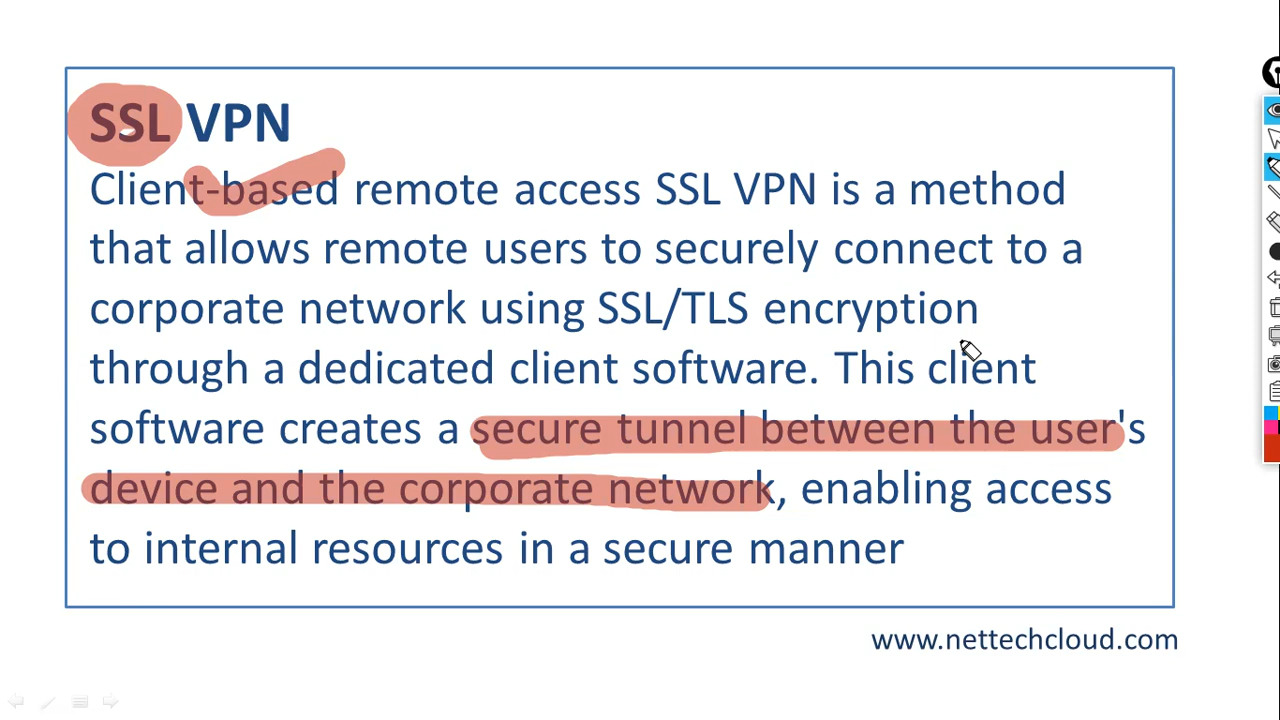 SSL VPN
Client-based remote access SSL VPN is a method
that allows remote users to securely connect to a
corporate network using SSL/TLS encryption
through a dedicated client software. This client
software creates a secure tunnel between the user's
device and the corporate network, enabling access
to internal resources in a secure manner
www.nettechcloud.com